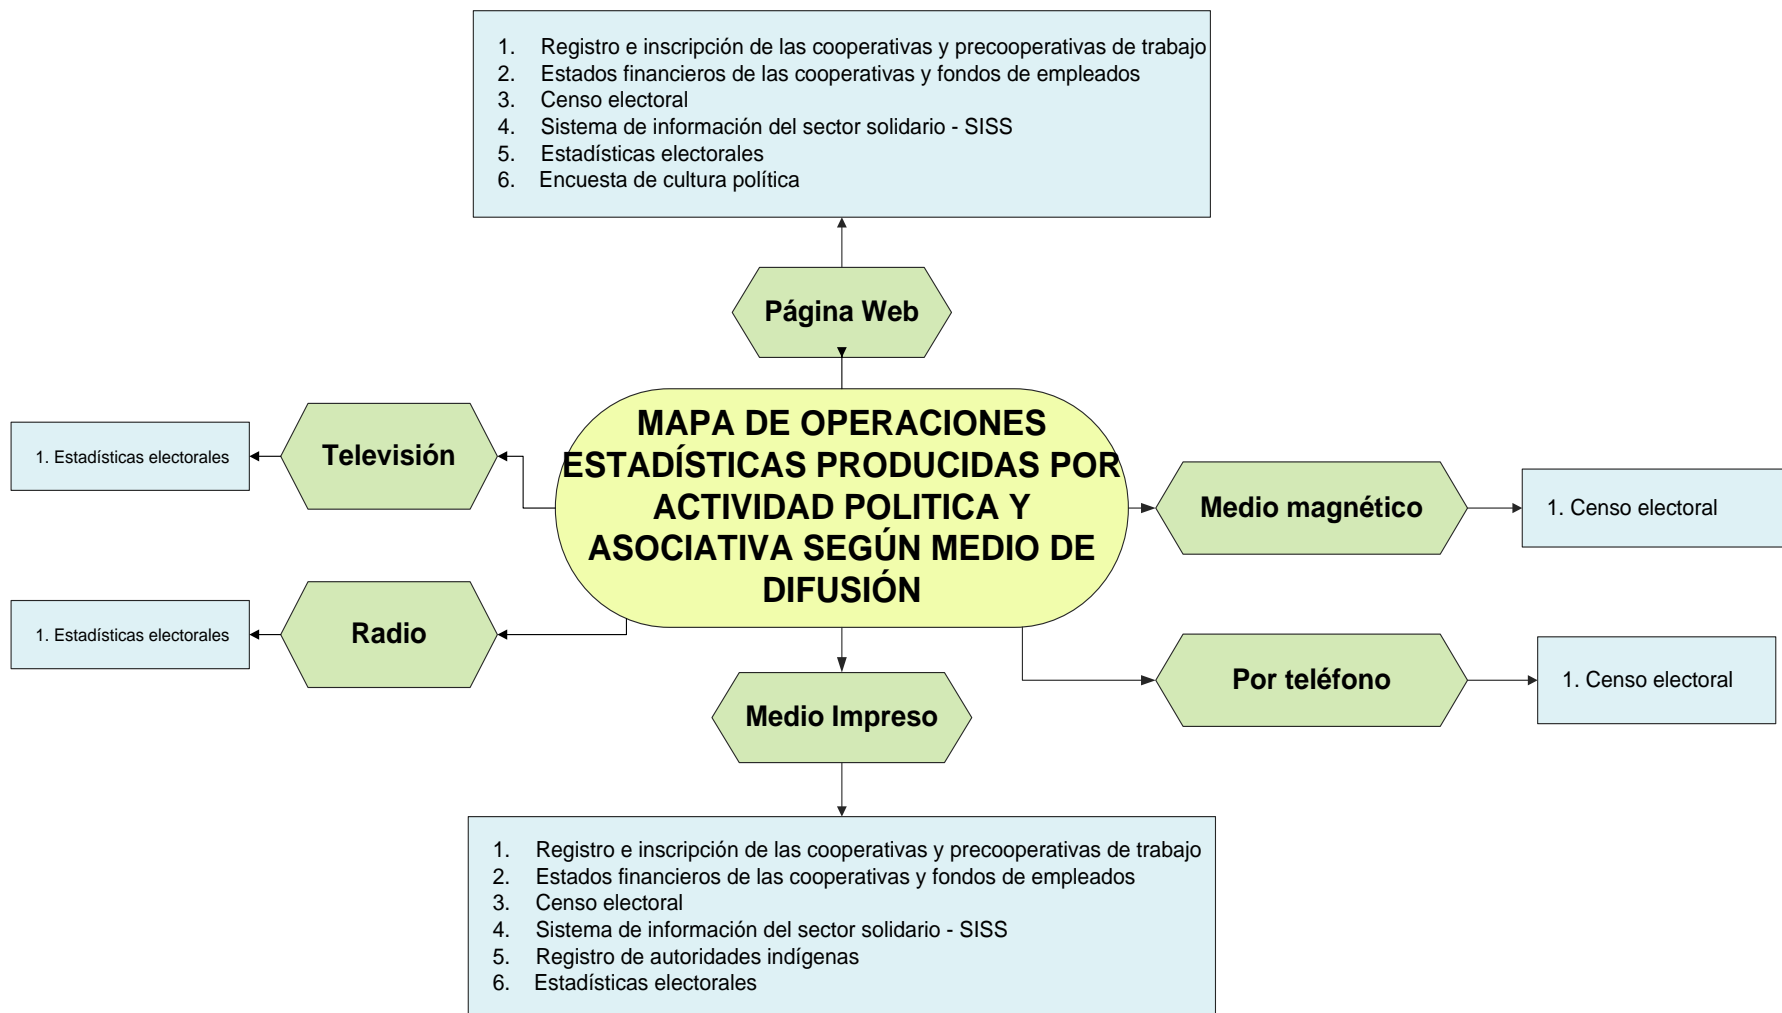 1. Registro e inscripción de las cooperativas y precooperativas de trabajo
2. Estados financieros de las cooperativas y fondos de empleados
3. Censo electoral
4. Sistema de información del sector solidario - SISS
5. Estadísticas electorales
6. Encuesta de cultura política
Página Web
MAPA DE OPERACIONES
ESTADÍSTICAS PRODUCIDAS POR
ACTIVIDAD POLITICA Y
ASOCIATIVA SEGÚN MEDIO DE
DIFUSIÓN
Televisión
1. Estadísticas electorales
Medio magnético
1. Censo electoral
Radio
1. Estadísticas electorales
Por teléfono
1. Censo electoral
Medio Impreso
1. Registro e inscripción de las cooperativas y precooperativas de trabajo
2. Estados financieros de las cooperativas y fondos de empleados
3. Censo electoral
4. Sistema de información del sector solidario - SISS
5. Registro de autoridades indígenas
6. Estadísticas electorales